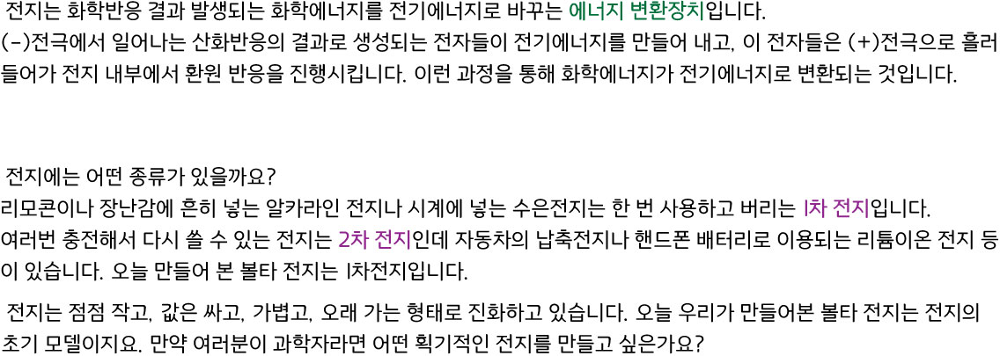 전지는 화학반응 결과 발생되는 화학에너지를 전기에너지로 바꾸는 에너지 변환장치입니다.
(-)전극에서 일어나는 산화반응의 결과로 생성되는 전자들이 전기에너지를 만들어 내고, 이 전자들은 (+)전극으로 흘러
들어가 전지 내부에서 환원 반응을 진행시킵니다. 이런 과정을 통해 화학에너지가 전기에너지로 변환되는 것입니다.
전지에는 어떤 종류가 있을까요?
리모콘이나 장난감에 흔히 넣는 알카라인 전지나 시계에 넣는 수은전지는 한 번 사용하고 버리는 1차 전지입니다.
여러번 충전해서 다시 쓸 수 있는 전지는 2차 전지인데 자동차의 납축전지나 핸드폰 배터리로 이용되는 리튬이온 전지 등
이 있습니다. 오늘 만들어 본 볼타 전지는 1차전지입니다.
전지는 점점 작고, 값은 싸고, 가볍고, 오래 가는 형태로 진화하고 있습니다. 오늘 우리가 만들어본 볼타 전지는 전지의
초기 모델이지요. 만약 여러분이 과학자라면 어떤 획기적인 전지를 만들고 싶은가요?